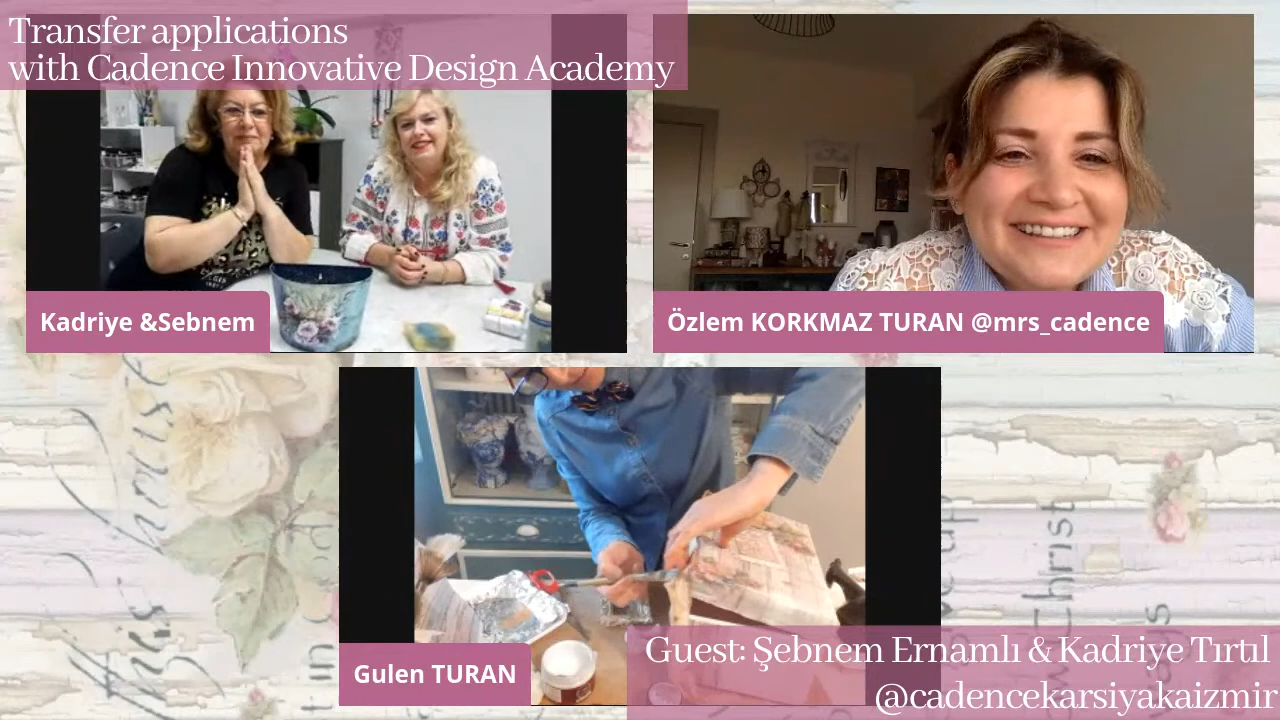 Transfer applications
with Cadence Innovative Design Academy
Kadriye &Sebnem
Özlem KORKMAZ TURAN @mrs_cadence
Gulen TURAN
Guest: Şebnem Ernamlı & Kadriye Tırtıl
@cadencekarsiyakaizmir